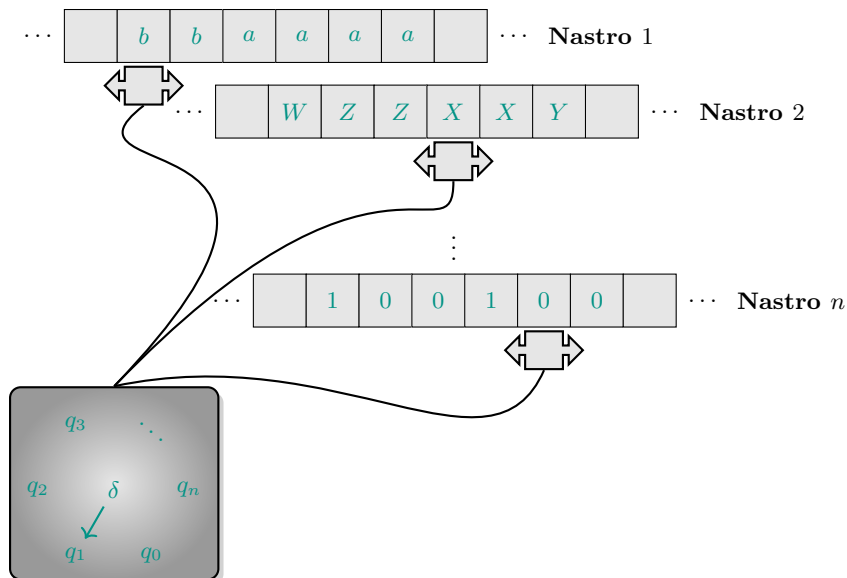 ··· b b a a a a ··· Nastro 1
··· W Z Z X X Y ··· Nastro 2
⋮
··· 1 0 0 1 0 0 ··· Nastro n
q₃ ⋱
q₂ δ qₙ
q₁ q₀